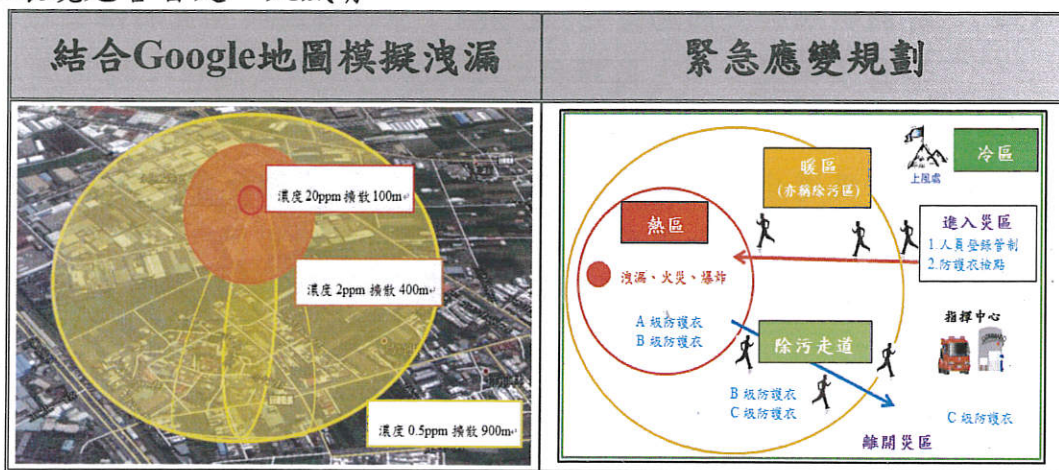 結合Google地圖模擬洩漏
緊急應變規劃
濃度 20ppm 擴散 100m
濃度 2ppm 擴散 400m
濃度 0.5ppm 擴散 900m
冷區
上風處
暖區
(亦稱除污區)
熱區
進入災區
1.人員登錄管制
2.防護衣檢點
洩漏、火災、爆炸
A 級防護衣
B 級防護衣
指揮中心
除污走道
B 級防護衣
C 級防護衣
C 級防護衣
離開災區